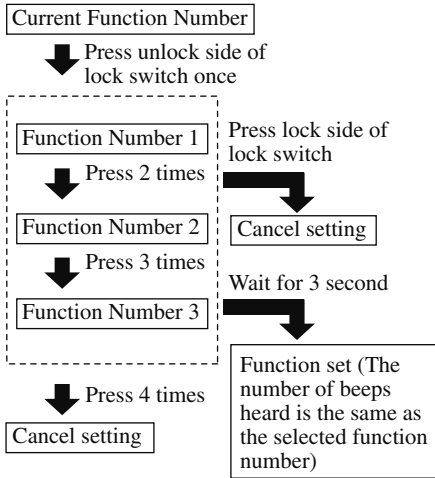 Current Function Number
Press unlock side of
lock switch once
Function Number 1
Press lock side of
lock switch
Press 2 times
Function Number 2
Cancel setting
Press 3 times
Wait for 3 second
Function Number 3
Function set (The
number of beeps
heard is the same as
the selected function
number)
Press 4 times
Cancel setting